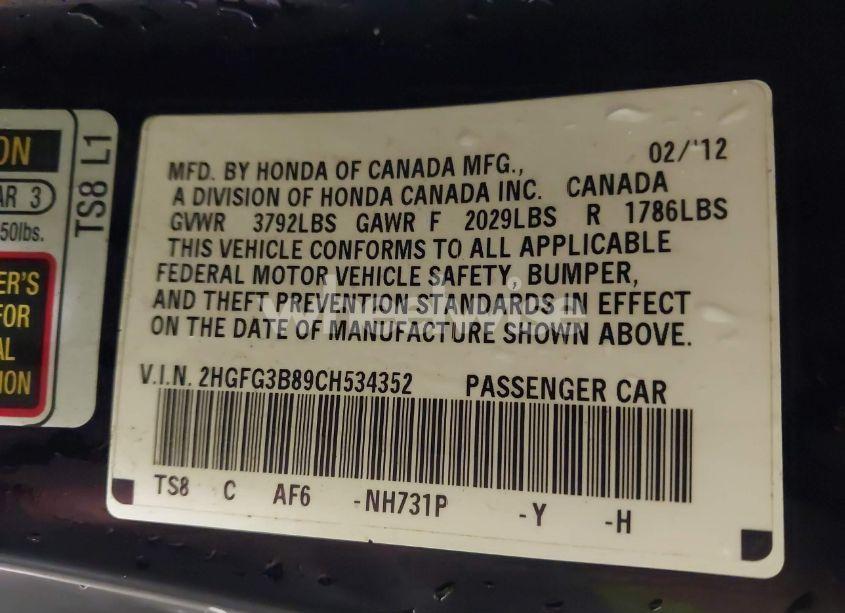 ON
AR 3
50lbs.
TS8 L1
ER'S
FOR
AL
ION
02/'12
MFD. BY HONDA OF CANADA MFG.,
A DIVISION OF HONDA CANADA INC. CANADA
GVWR 3792LBS GAWR F 2029LBS R 1786LBS
THIS VEHICLE CONFORMS TO ALL APPLICABLE
FEDERAL MOTOR VEHICLE SAFETY, BUMPER,
AND THEFT PREVENTION STANDARDS IN EFFECT
ON THE DATE OF MANUFACTURE SHOWN ABOVE.
V.I.N. 2HGFG3B89CH534352 PASSENGER CAR
TS8 C AF6 -NH731P -Y -H